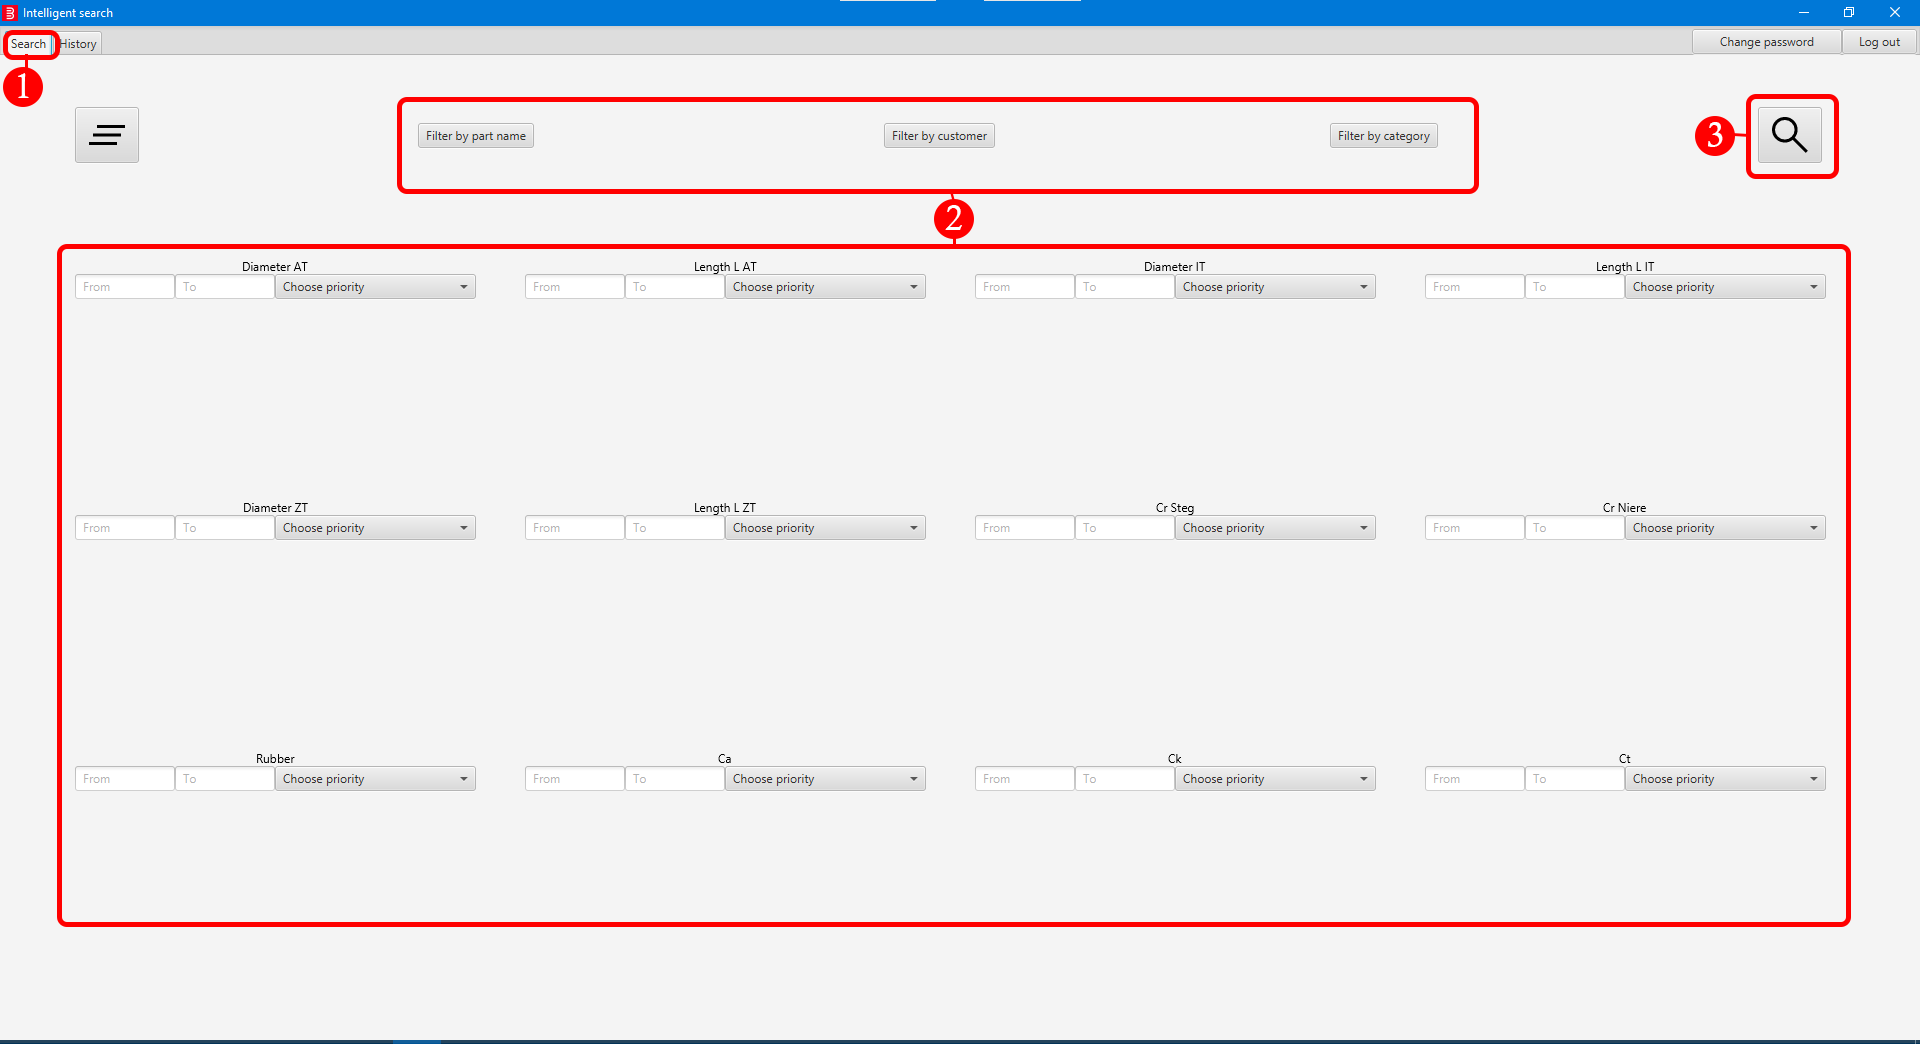 Intelligent search
Search History Change password Log out
1
Filter by part name Filter by customer Filter by category
3
2
Diameter AT Length L AT Diameter IT Length L IT
From To Choose priority From To Choose priority From To Choose priority From To Choose priority
Diameter ZT Length L ZT Cr Steg Cr Niere
From To Choose priority From To Choose priority From To Choose priority From To Choose priority
Rubber Ca Ck Ct
From To Choose priority From To Choose priority From To Choose priority From To Choose priority